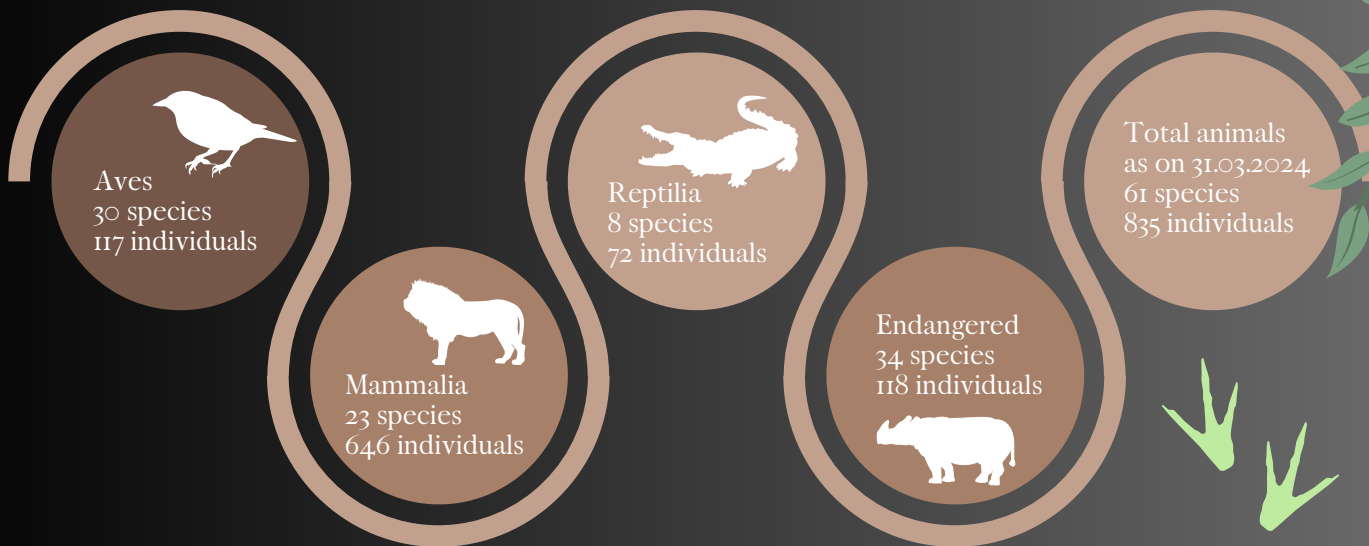 Aves
30 species
117 individuals
Mammalia
23 species
646 individuals
Reptilia
8 species
72 individuals
Endangered
34 species
118 individuals
Total animals
as on 31.03.2024
61 species
835 individuals